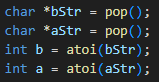 char *bStr = pop();
char *aStr = pop();
int b = atoi(bStr);
int a = atoi(aStr);